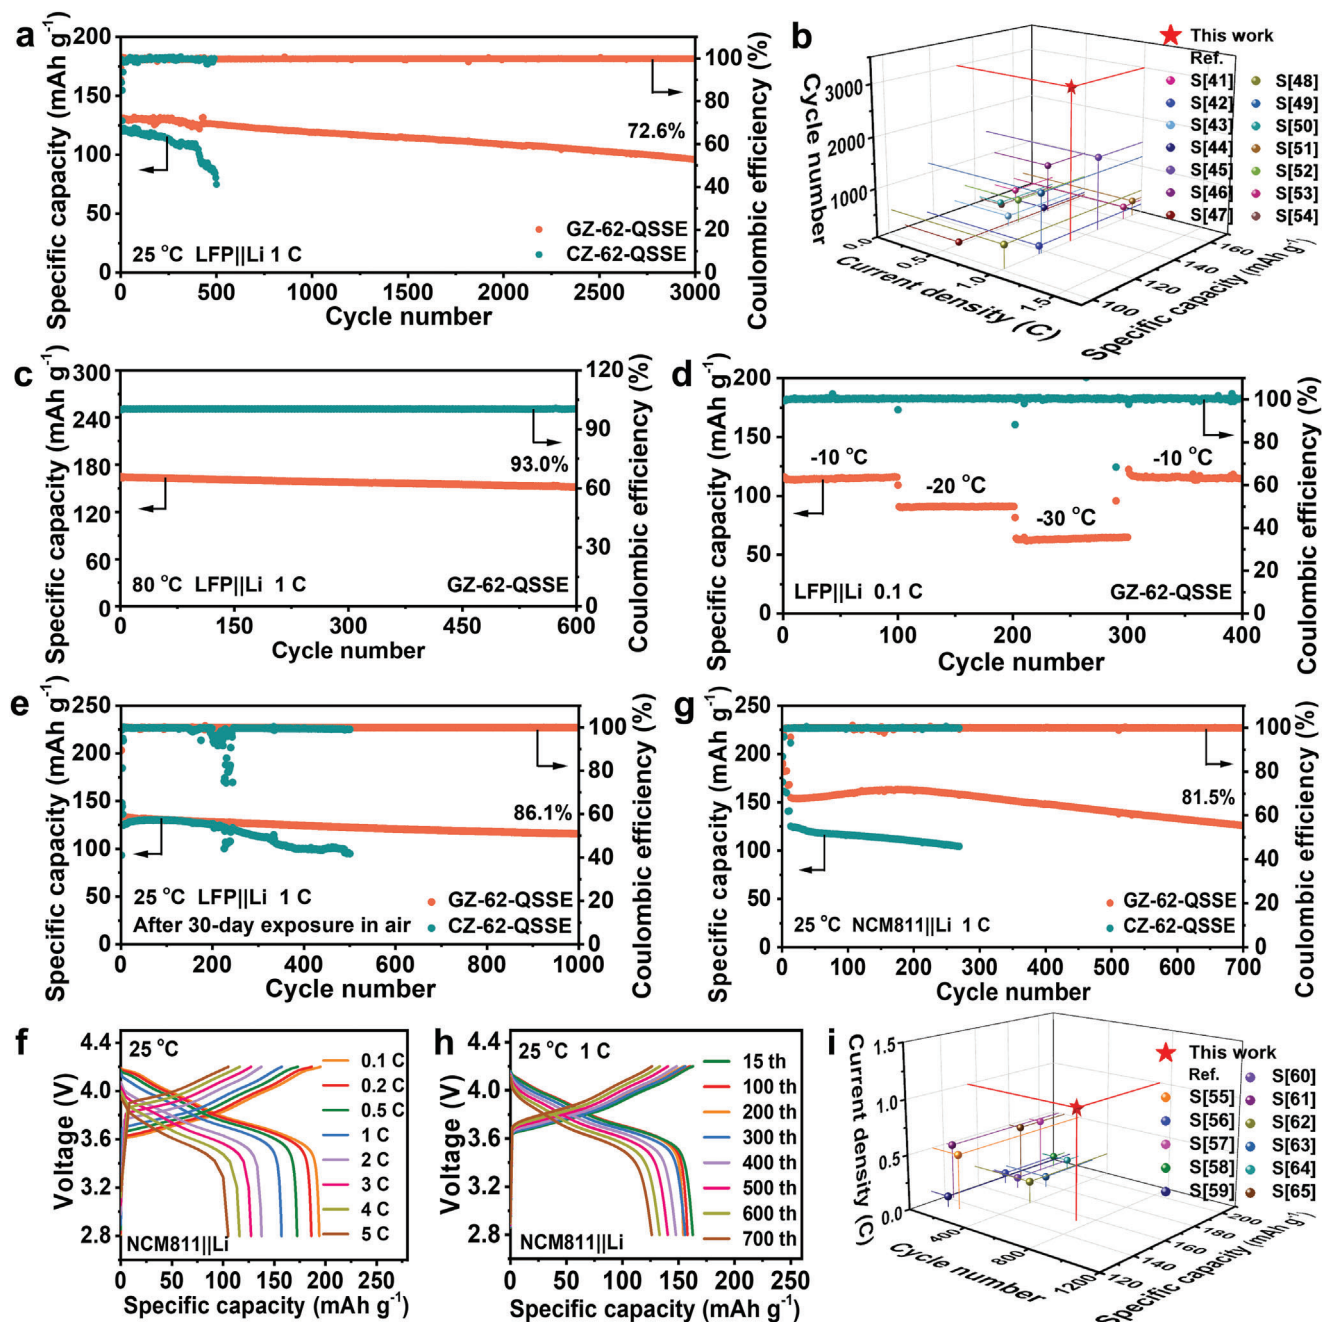 a
200
150
100
50
0
Specific capacity (mAh g⁻¹)
100
80
60
40
20
0
Coulombic efficiency (%)
72.6%
GZ-62-QSSE
25 °C LFP||Li 1 C
CZ-62-QSSE
0 500 1000 1500 2000 2500 3000
Cycle number
b
This work
Ref.
S[41] S[48]
S[42] S[49]
S[43] S[50]
S[44] S[51]
S[45] S[52]
S[46] S[53]
S[47] S[54]
3000
2000
1000
Cycle number
0.0 0.5 1.0 1.5
Current density (C)
100 120 140 160
Specific capacity (mAh g⁻¹)
c
300
240
180
120
60
0
Specific capacity (mAh g⁻¹)
120
90
60
30
0
Coulombic efficiency (%)
93.0%
80 °C LFP||Li 1 C GZ-62-QSSE
0 150 300 450 600
Cycle number
d
200
150
100
50
0
Specific capacity (mAh g⁻¹)
100
80
60
40
20
0
Coulombic efficiency (%)
-10 °C
-20 °C
-30 °C
-10 °C
LFP||Li 0.1 C GZ-62-QSSE
0 100 200 300 400
Cycle number
e
250
225
200
175
150
125
100
75
50
25
0
Specific capacity (mAh g⁻¹)
100
80
60
40
20
0
Coulombic efficiency (%)
86.1%
25 °C LFP||Li 1 C
GZ-62-QSSE
After 30-day exposure in air
CZ-62-QSSE
0 200 400 600 800 1000
Cycle number
g
250
225
200
175
150
125
100
75
50
25
0
Specific capacity (mAh g⁻¹)
100
80
60
40
20
0
Coulombic efficiency (%)
81.5%
GZ-62-QSSE
25 °C NCM811||Li 1 C
CZ-62-QSSE
0 100 200 300 400 500 600 700
Cycle number
f
4.4
4.0
3.6
3.2
2.8
Voltage (V)
25 °C
0.1 C
0.2 C
0.5 C
1 C
2 C
3 C
4 C
5 C
NCM811||Li
0 50 100 150 200 250
Specific capacity (mAh g⁻¹)
h
4.4
4.0
3.6
3.2
2.8
Voltage (V)
25 °C 1 C
15 th
100 th
200 th
300 th
400 th
500 th
600 th
700 th
NCM811||Li
0 50 100 150 200 250
Specific capacity (mAh g⁻¹)
i
This work
Ref.
S[60]
S[55] S[61]
S[56] S[62]
S[57] S[63]
S[58] S[64]
S[59] S[65]
1.5
1.0
0.5
0.0
Current density (C)
400 800 1200
Cycle number
120 140 160 180 200
Specific capacity (mAh g⁻¹)